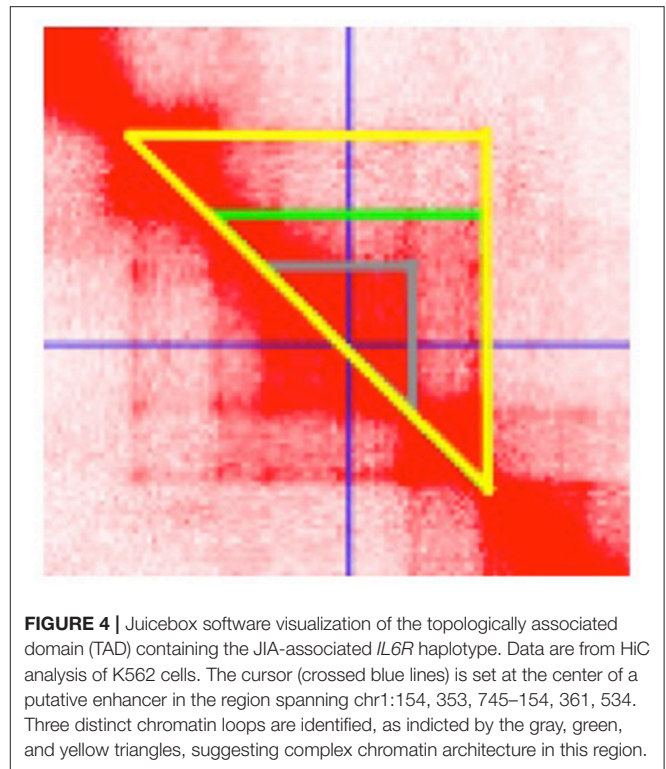 FIGURE 4 | Juicebox software visualization of the topologically associated
domain (TAD) containing the JIA-associated IL6R haplotype. Data are from HiC
analysis of K562 cells. The cursor (crossed blue lines) is set at the center of a
putative enhancer in the region spanning chr1:154, 353, 745–154, 361, 534.
Three distinct chromatin loops are identified, as indicted by the gray, green,
and yellow triangles, suggesting complex chromatin architecture in this region.